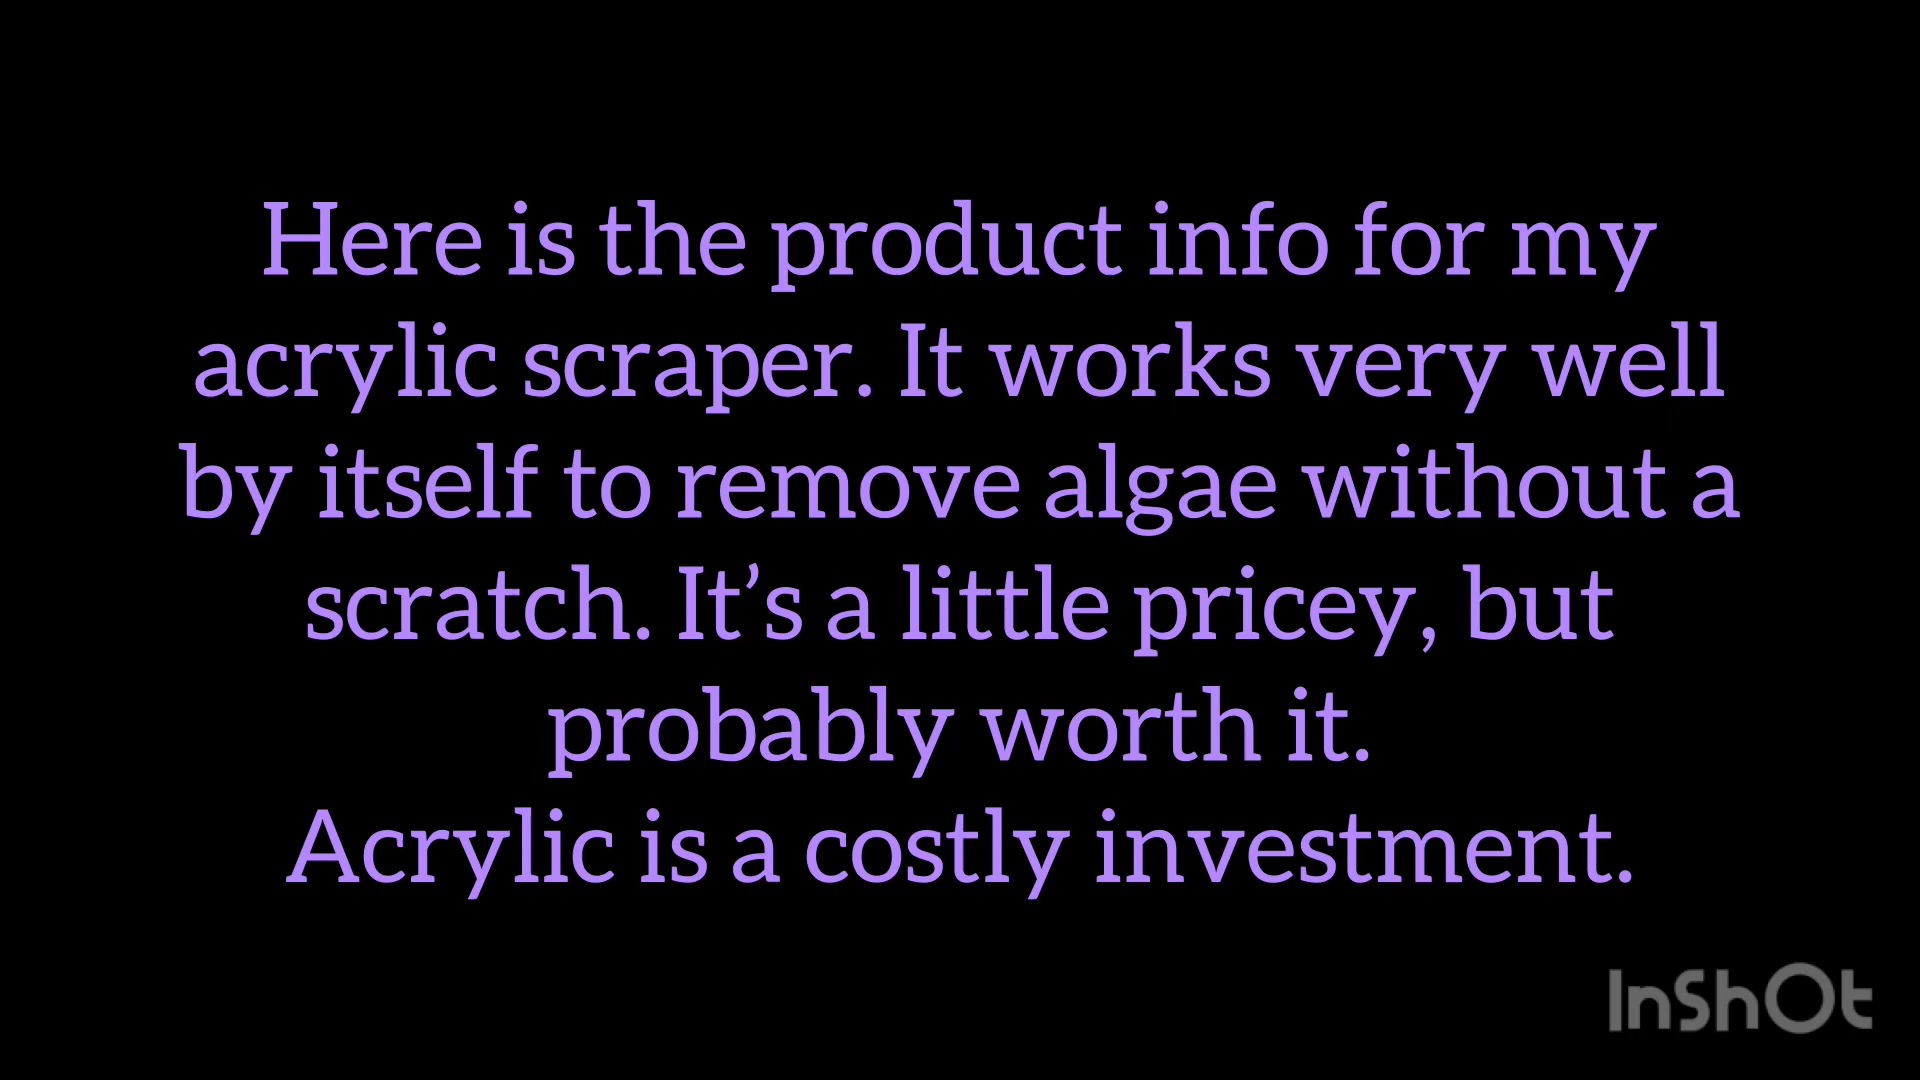 Here is the product info for my
acrylic scraper. It works very well
by itself to remove algae without a
scratch. It’s a little pricey, but
probably worth it.
Acrylic is a costly investment.
InShOt